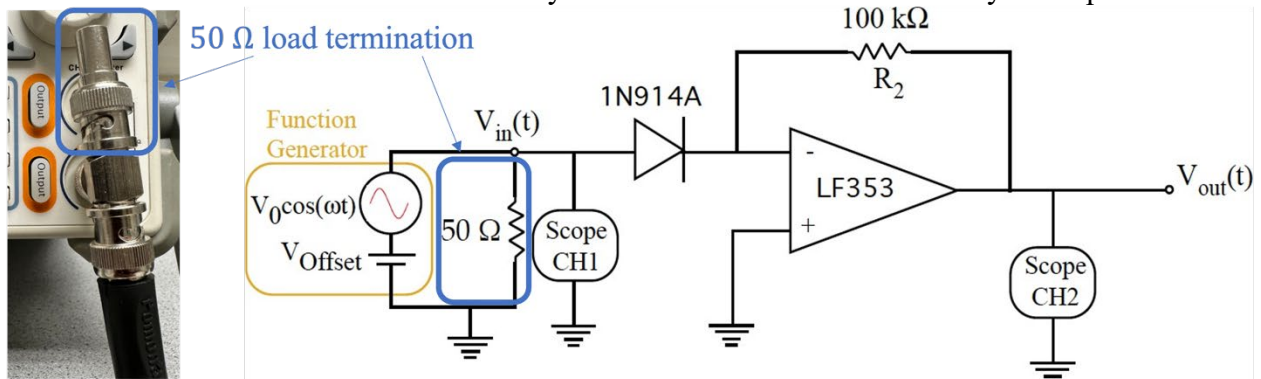 50 Ω load termination
100 kΩ
R2
1N914A
Function
Generator
Vin(t)
V0cos(ωt)
VOffset
50 Ω
Scope
CH1
-
+
LF353
Vout(t)
Scope
CH2
Output
Output